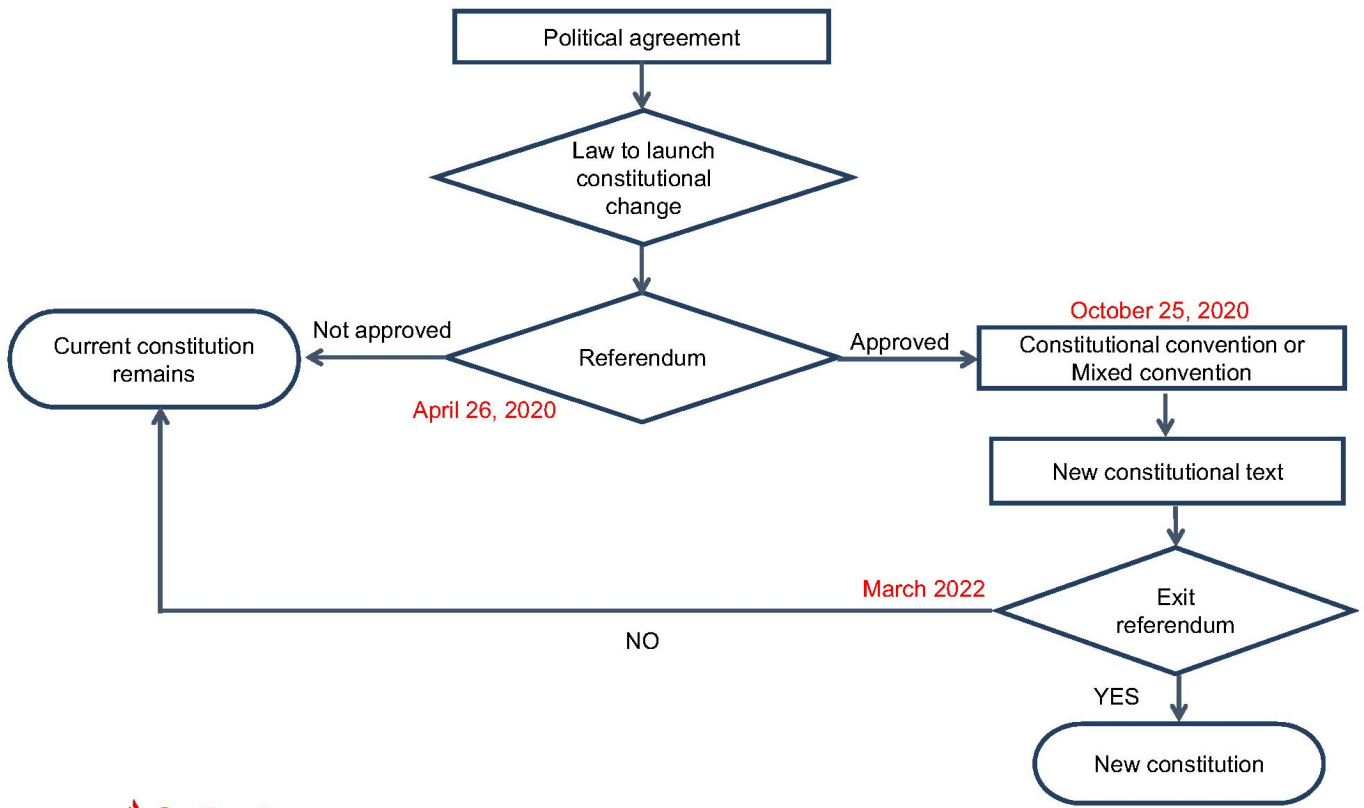 Political agreement
Law to launch
constitutional
change
Not approved
Referendum
Approved
October 25, 2020
Current constitution
remains
Constitutional convention or
Mixed convention
April 26, 2020
New constitutional text
March 2022
Exit
referendum
NO
YES
New constitution